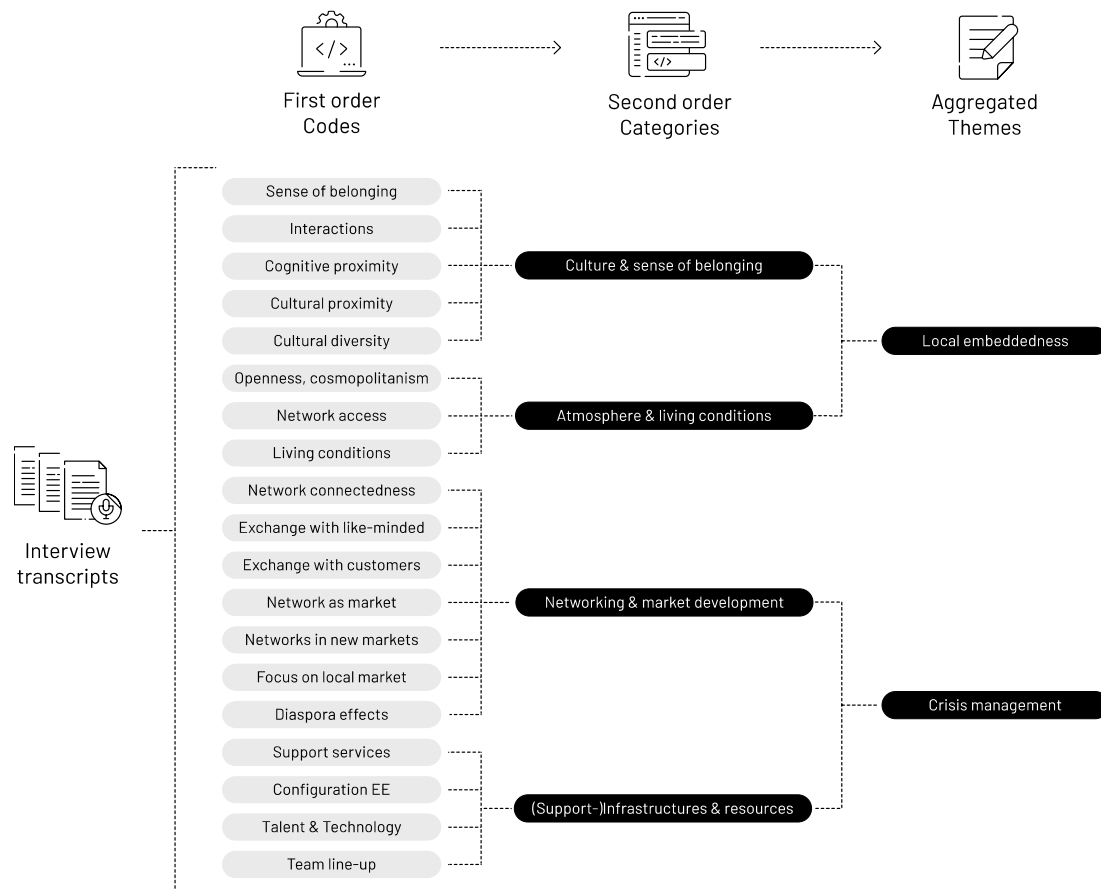 First order
Codes
Second order
Categories
Aggregated
Themes
Sense of belonging
Interactions
Cognitive proximity
Culture & sense of belonging
Cultural proximity
Cultural diversity
Local embeddedness
Openness, cosmopolitanism
Network access
Atmosphere & living conditions
Living conditions
Network connectedness
Exchange with like-minded
Interview
transcripts
Exchange with customers
Network as market
Networking & market development
Networks in new markets
Focus on local market
Crisis management
Diaspora effects
Support services
Configuration EE
(Support-)Infrastructures & resources
Talent & Technology
Team line-up